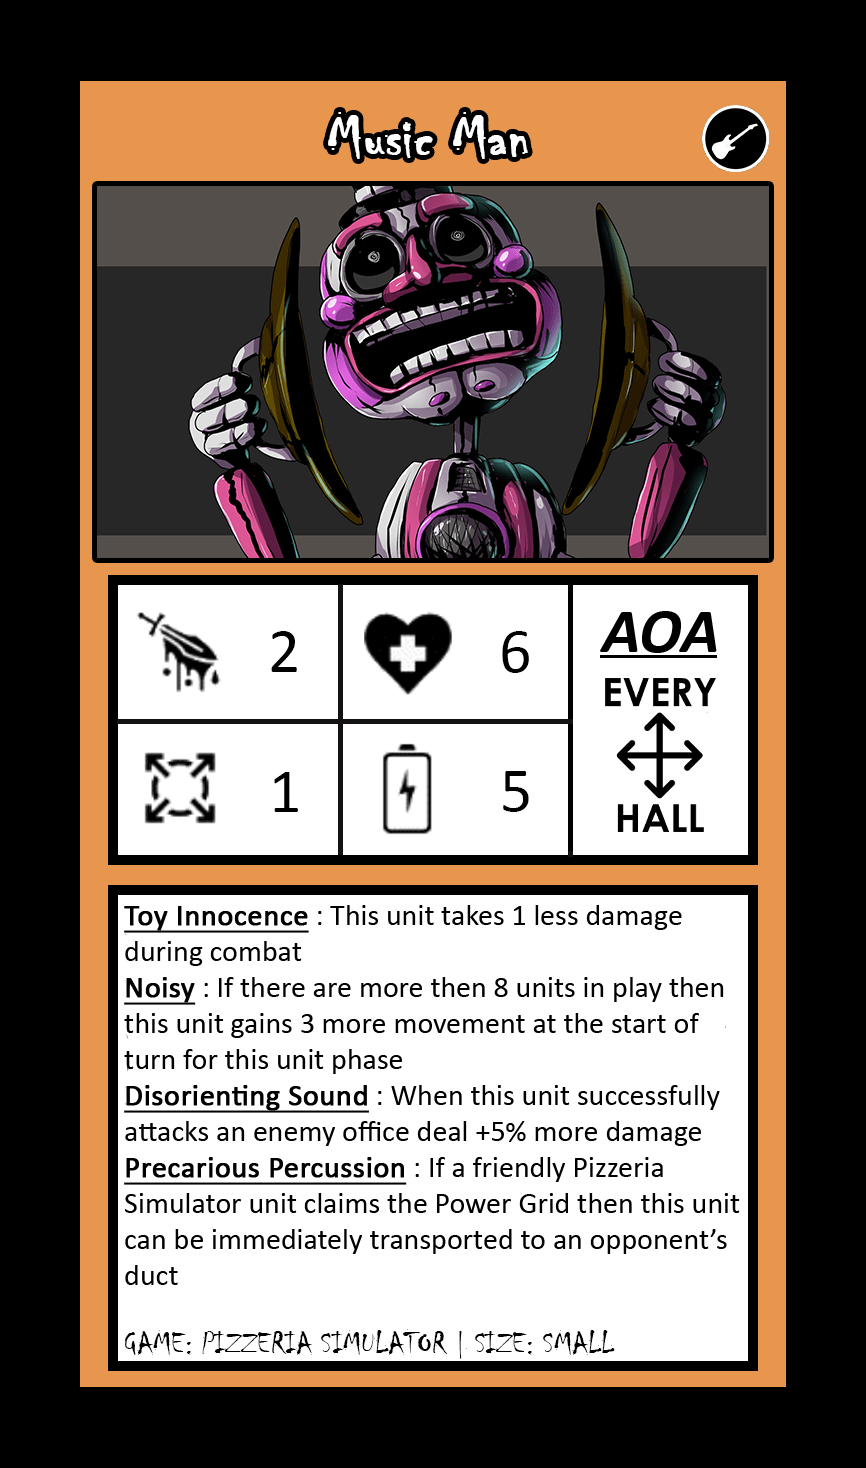 Music Man
2
6
AOA
EVERY
HALL
1
5
Toy Innocence : This unit takes 1 less damage
during combat
Noisy : If there are more then 8 units in play then
this unit gains 3 more movement at the start of
turn for this unit phase
Disorienting Sound : When this unit successfully
attacks an enemy office deal +5% more damage
Precarious Percussion : If a friendly Pizzeria
Simulator unit claims the Power Grid then this unit
can be immediately transported to an opponent’s
duct
GAME: PIZZERIA SIMULATOR | SIZE: SMALL